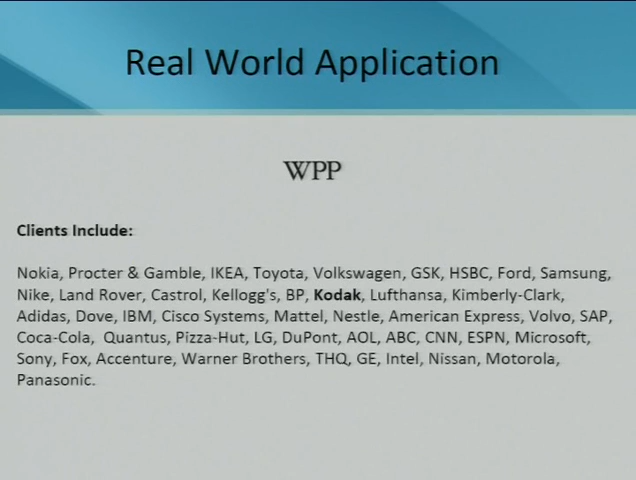 Real World Application
WPP
Clients Include:
Nokia, Procter & Gamble, IKEA, Toyota, Volkswagen, GSK, HSBC, Ford, Samsung,
Nike, Land Rover, Castrol, Kellogg's, BP, Kodak, Lufthansa, Kimberly-Clark,
Adidas, Dove, IBM, Cisco Systems, Mattel, Nestle, American Express, Volvo, SAP,
Coca-Cola,  Quantus, Pizza-Hut, LG, DuPont, AOL, ABC, CNN, ESPN, Microsoft,
Sony, Fox, Accenture, Warner Brothers, THQ, GE, Intel, Nissan, Motorola,
Panasonic.